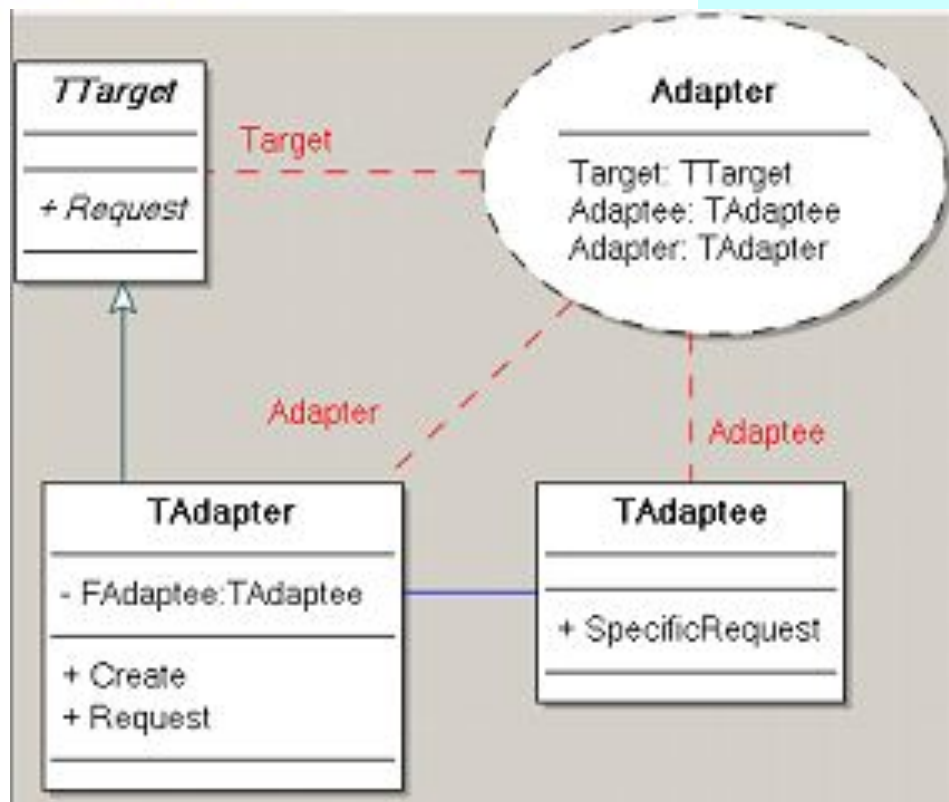 TTarget
+ Request
Target
Adapter
Target: TTarget
Adaptee: TAdaptee
Adapter: TAdapter
Adapter
Adaptee
TAdapter
- FAdaptee:TAdaptee
+ Create
+ Request
TAdaptee
+ SpecificRequest